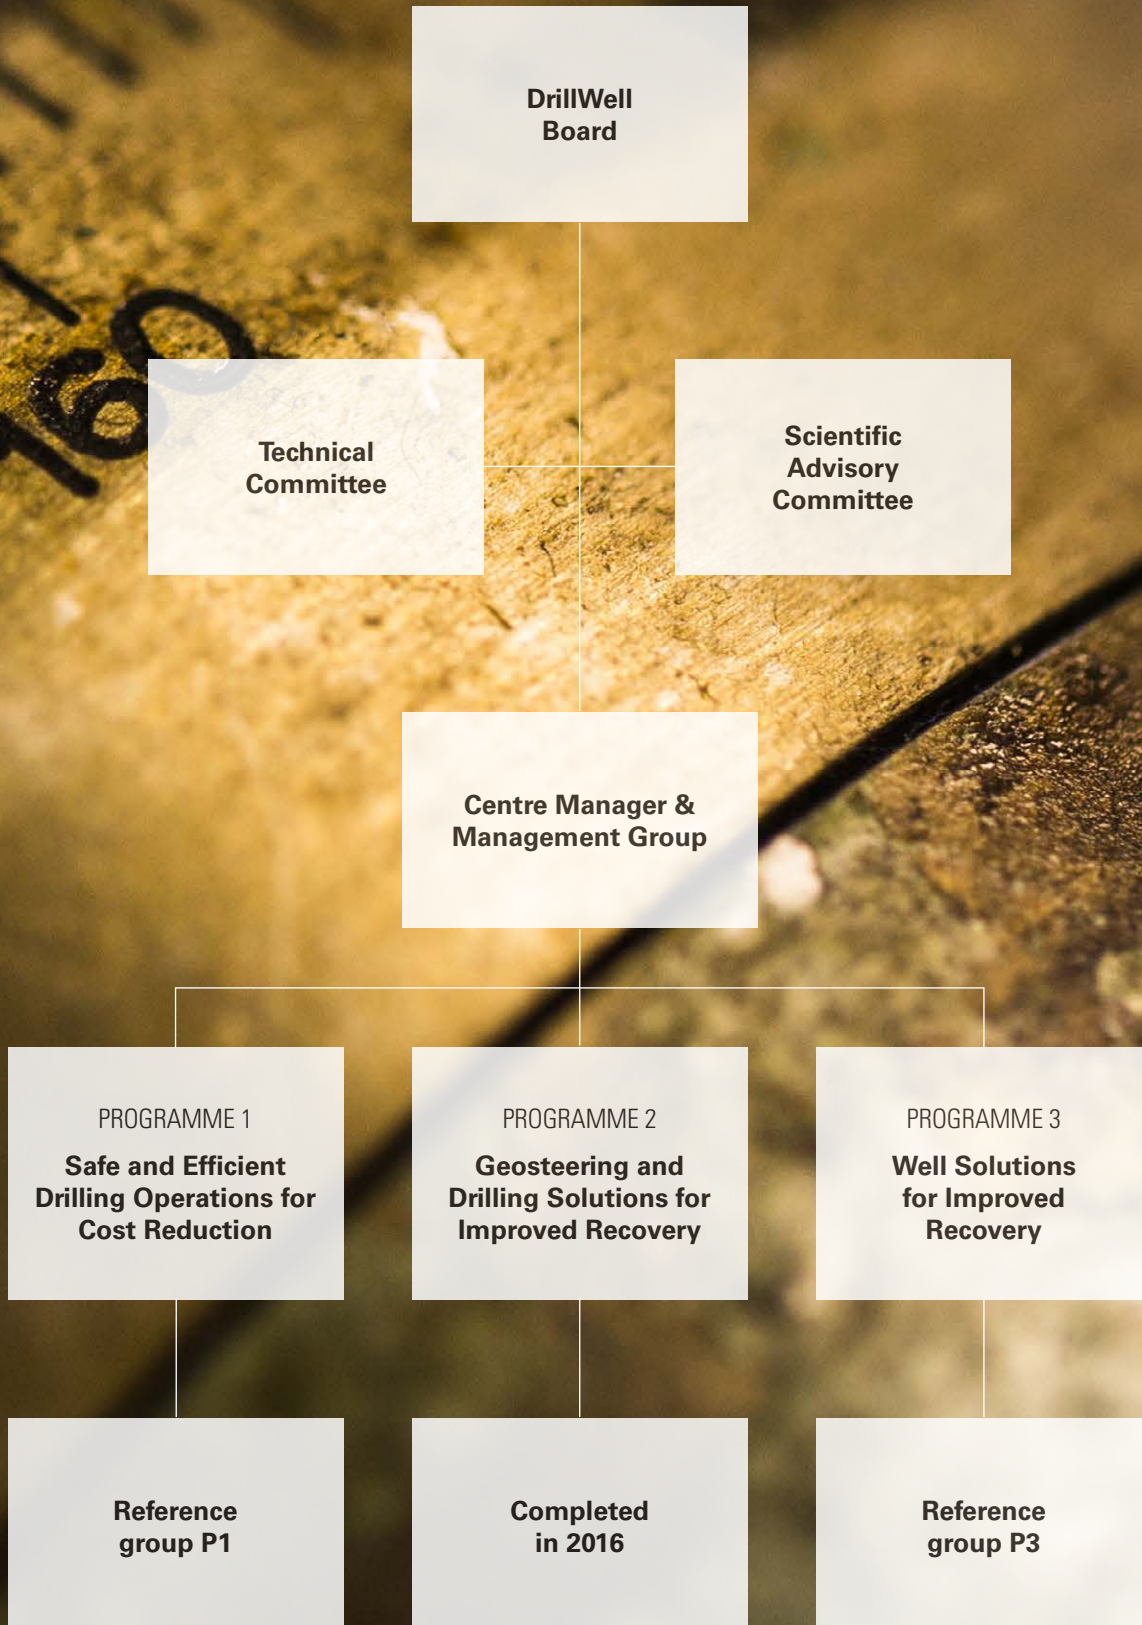 DrillWell
Board
160
Technical
Committee
Scientific
Advisory
Committee
Centre Manager &
Management Group
PROGRAMME 1
Safe and Efficient
Drilling Operations for
Cost Reduction
PROGRAMME 2
Geosteering and
Drilling Solutions for
Improved Recovery
PROGRAMME 3
Well Solutions
for Improved
Recovery
Reference
group P1
Completed
in 2016
Reference
group P3